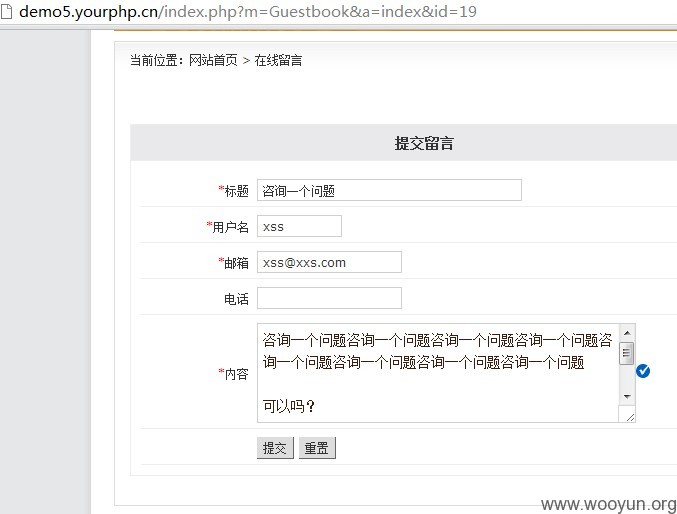 demo5.yourphp.cn/index.php?m=Guestbook&a=index&id=19
当前位置：网站首页 > 在线留言
提交留言
*标题 咨询一个问题
*用户名 xss
*邮箱 xss@xxs.com
电话
*内容
咨询一个问题咨询一个问题咨询一个问题咨询一个问题咨
询一个问题咨询一个问题咨询一个问题咨询一个问题
可以吗？
提交 重置
www.wooyun.org